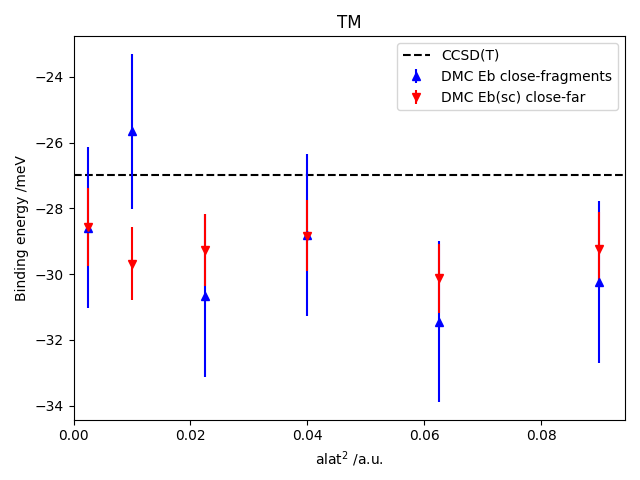 TM
CCSD(T)
DMC Eb close-fragments
DMC Eb(sc) close-far
−24
−26
−28
−30
−32
−34
Binding energy /meV
0.00
0.02
0.04
0.06
0.08
alat² /a.u.